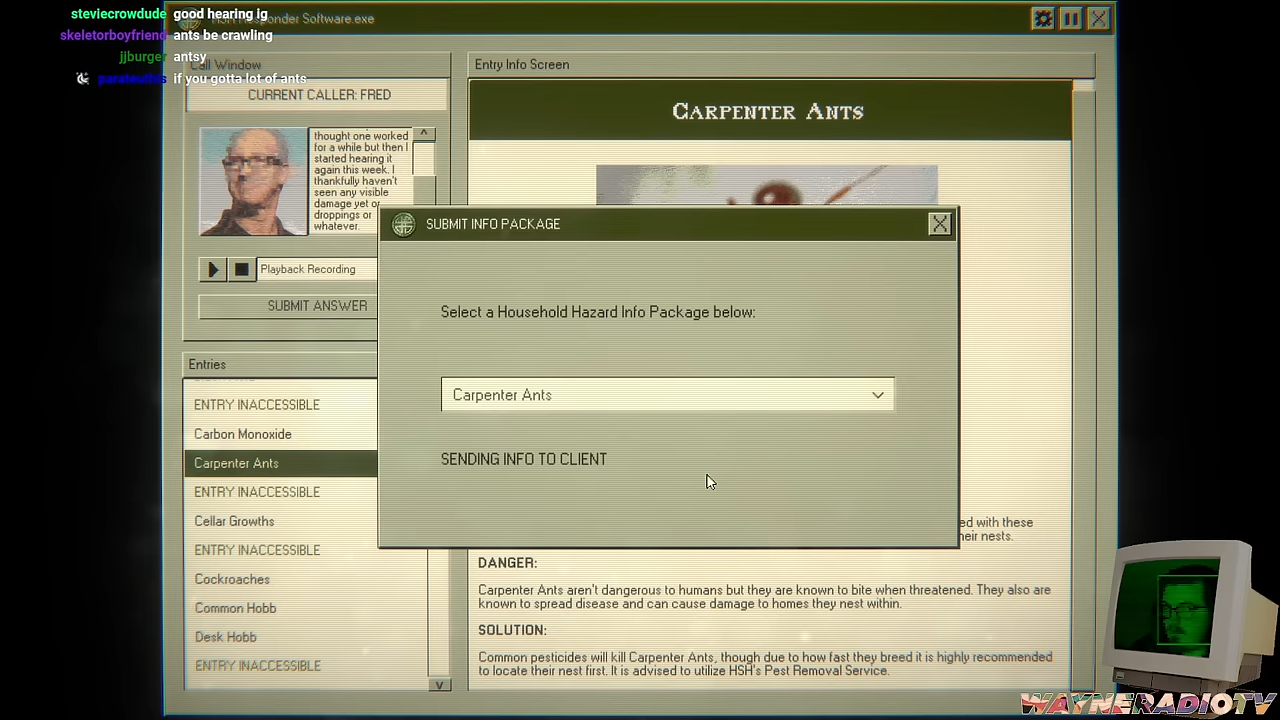 steviecrowdude good hearing ig
skeletorboyfriend ants be crawling
jjburger antsy
if you gotta lot of ants
Responder Software.exe
Call Window
CURRENT CALLER: FRED
thought one worked
for a while but then I
started hearing it
again this week. I
thankfully haven't
seen any visible
damage yet or
droppings or
whatever.
Playback Recording
SUBMIT ANSWER
Entries
ENTRY INACCESSIBLE
Carbon Monoxide
Carpenter Ants
ENTRY INACCESSIBLE
Cellar Growths
ENTRY INACCESSIBLE
Cockroaches
Common Hobb
Desk Hobb
ENTRY INACCESSIBLE
Entry Info Screen
CARPENTER ANTS
SUBMIT INFO PACKAGE
Select a Household Hazard Info Package below:
Carpenter Ants
SENDING INFO TO CLIENT
ed with these
heir nests.
DANGER:
Carpenter Ants aren't dangerous to humans but they are known to bite when threatened. They also are
known to spread disease and can cause damage to homes they nest within.
SOLUTION:
Common pesticides will kill Carpenter Ants, though due to how fast they breed it is highly recommended
to locate their nest first. It is advised to utilize HSH's Pest Removal Service.
WAYNERADIOTV